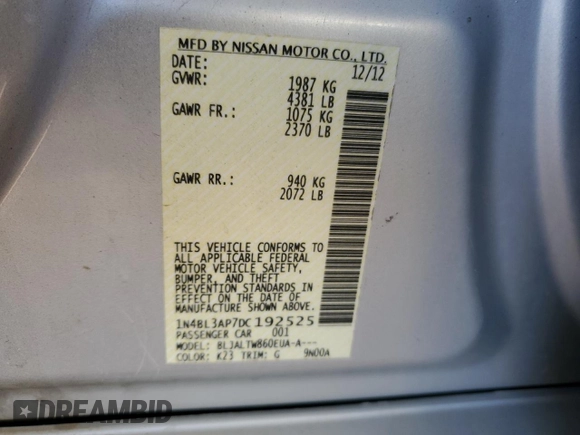 MFD BY NISSAN MOTOR CO., LTD.
DATE: 12/12
GVWR: 1987 KG
4381 LB
GAWR FR.: 1075 KG
2370 LB
GAWR RR.: 940 KG
2072 LB
THIS VEHICLE CONFORMS TO
ALL APPLICABLE FEDERAL
MOTOR VEHICLE SAFETY,
BUMPER, AND THEFT
PREVENTION STANDARDS IN
EFFECT ON THE DATE OF
MANUFACTURE SHOWN ABOVE.
1N4BL3AP7DC192525
PASSENGER CAR 001
MODEL: BLJALTW860EUA-A---
COLOR: K23 TRIM: G 9N00A
DREAMBID